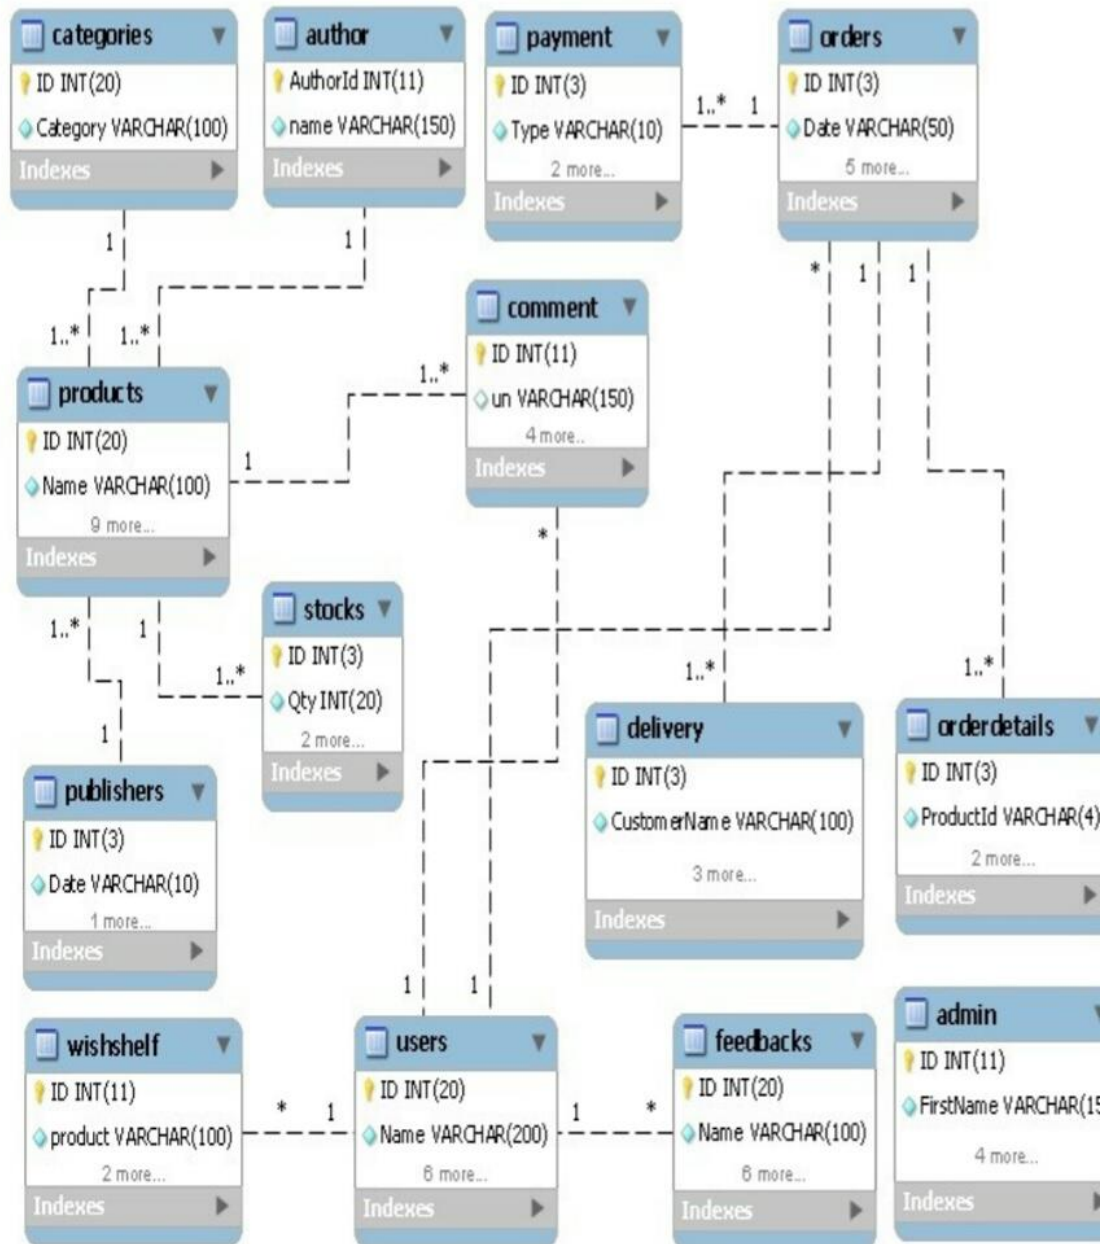 categories
ID INT(20)
Category VARCHAR(100)
Indexes
author
AuthorId INT(11)
name VARCHAR(150)
Indexes
payment
ID INT(3)
Type VARCHAR(10)
2 more...
Indexes
1..* 1
orders
ID INT(3)
Date VARCHAR(50)
5 more...
Indexes
1
1
* 1 1
1..* 1..*
comment
ID INT(11)
un VARCHAR(150)
4 more...
Indexes
1..*
1
*
products
ID INT(20)
Name VARCHAR(100)
9 more...
Indexes
1..* 1
1..*
1
stocks
ID INT(3)
Qty INT(20)
2 more...
Indexes
1..*
1..*
publishers
ID INT(3)
Date VARCHAR(10)
1 more...
Indexes
delivery
ID INT(3)
CustomerName VARCHAR(100)
3 more...
Indexes
orderdetails
ID INT(3)
ProductId VARCHAR(4)
2 more...
Indexes
1 1
wishshelf
ID INT(11)
product VARCHAR(100)
2 more...
Indexes
* 1
users
ID INT(20)
Name VARCHAR(200)
6 more...
Indexes
1 *
feedbacks
ID INT(20)
Name VARCHAR(100)
6 more...
Indexes
admin
ID INT(11)
FirstName VARCHAR(15
4 more...
Indexes